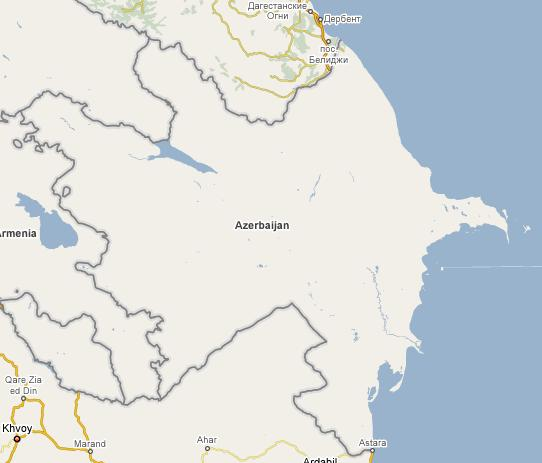 Дагестанские
Огни
Дербент
пос.
Белиджи
Azerbaijan
Armenia
Qare Zia
ed Din
Khvoy
Marand
Ahar
Astara
Ardabil